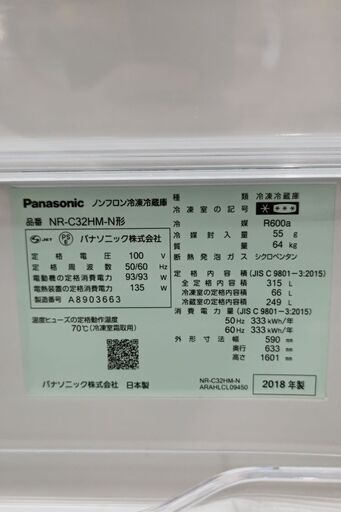 Panasonic ノンフロン冷凍冷蔵庫
品番 NR-C32HM-N形
JET PSE パナソニック株式会社
定格電圧 100 V
定格周波数 50/60 Hz
電動機の定格消費電力 93/93 W
電熱装置の定格消費電力 135 W
製造番号 A8903663
温度ヒューズの定格動作温度
70℃(冷凍室霜取用)
パナソニック株式会社 日本製
種類 冷凍冷蔵庫
冷凍室の記号
冷媒 R600a
冷媒封入量 55 g
質量 64 kg
断熱発泡ガス シクロペンタン
定格内容積 (JIS C 9801-3:2015)
全定格内容積 315 L
冷凍室の定格内容積 66 L
冷蔵室の定格内容積 249 L
消費電力量 (JIS C 9801-3:2015)
50 Hz 333 kWh/年
60 Hz 333 kWh/年
外形寸法 幅 590 mm
奥行 633 mm
高さ 1601 mm
NR-C32HM-N
ARAHLCL09450
2018 年製